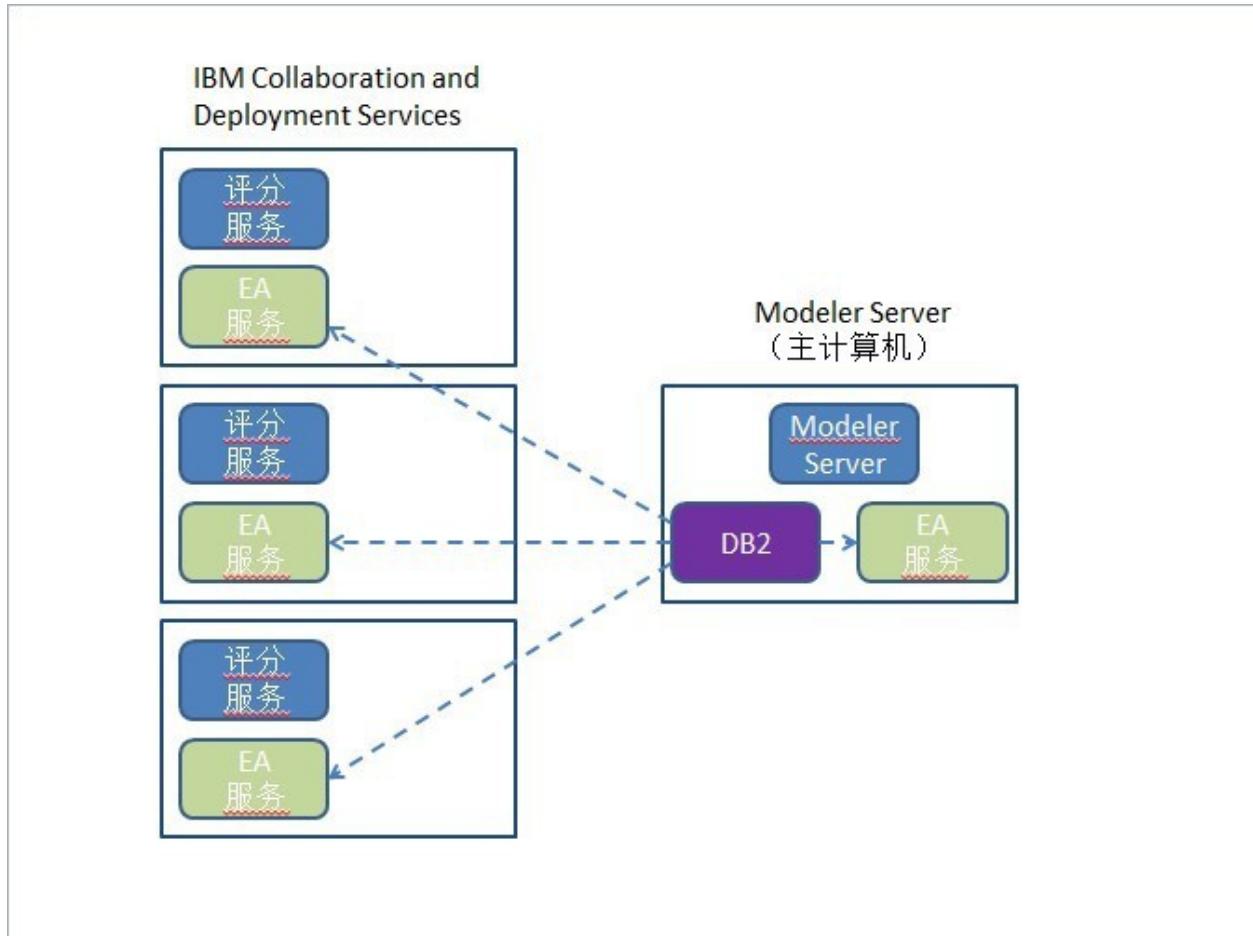 IBM Collaboration and
Deployment Services
评分
服务
EA
服务
评分
服务
EA
服务
评分
服务
EA
服务
Modeler Server
（主计算机）
Modeler
Server
DB2
EA
服务